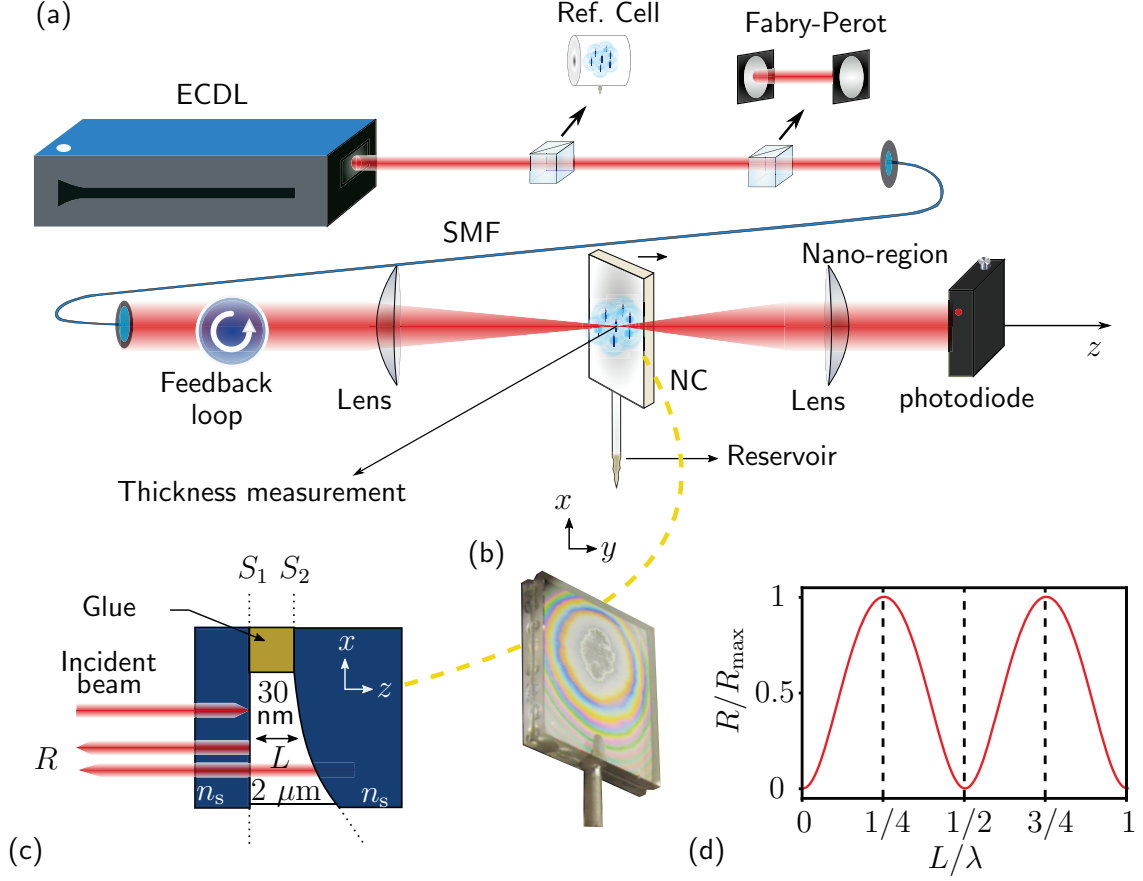 (a)
Ref. Cell
Fabry-Perot
ECDL
SMF
Nano-region
z
Feedback
loop
Lens
NC
Lens
photodiode
Reservoir
Thickness measurement
x
y
(b)
S₁ S₂
Glue
x
z
Incident
beam
30
nm
L
R
nₛ
2 μm
nₛ
(c)
1
0.5
0
R/Rₘₐₓ
0 1/4 1/2 3/4 1
L/λ
(d)